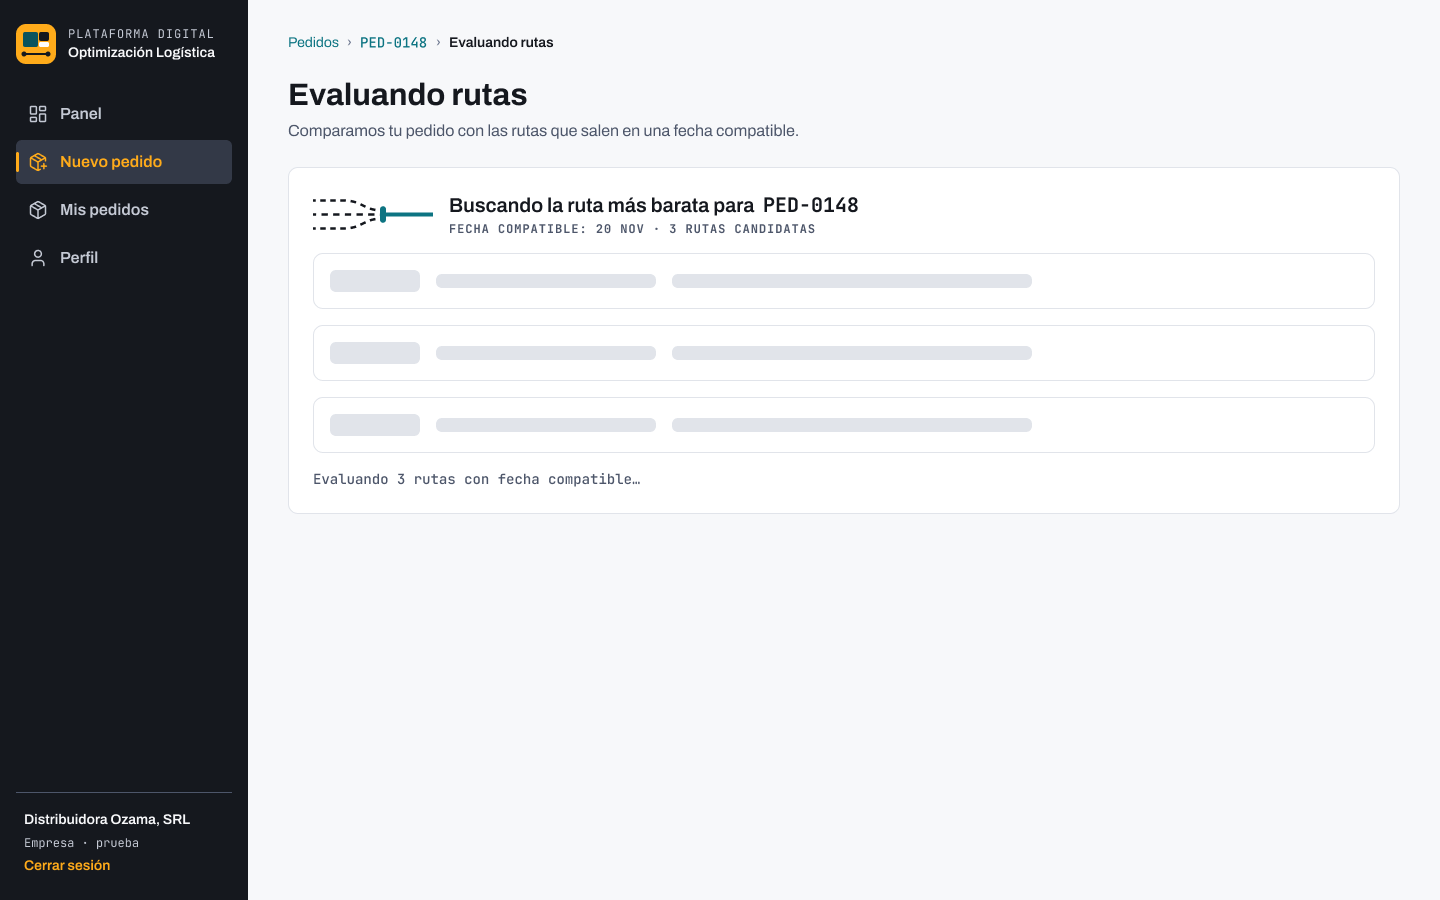 PLATAFORMA DIGITAL
Optimización Logística
Panel
Nuevo pedido
Mis pedidos
Perfil
Distribuidora Ozama, SRL
Empresa · prueba
Cerrar sesión
Pedidos › PED-0148 › Evaluando rutas
Evaluando rutas
Comparamos tu pedido con las rutas que salen en una fecha compatible.
Buscando la ruta más barata para PED-0148
FECHA COMPATIBLE: 20 NOV · 3 RUTAS CANDIDATAS
Evaluando 3 rutas con fecha compatible…